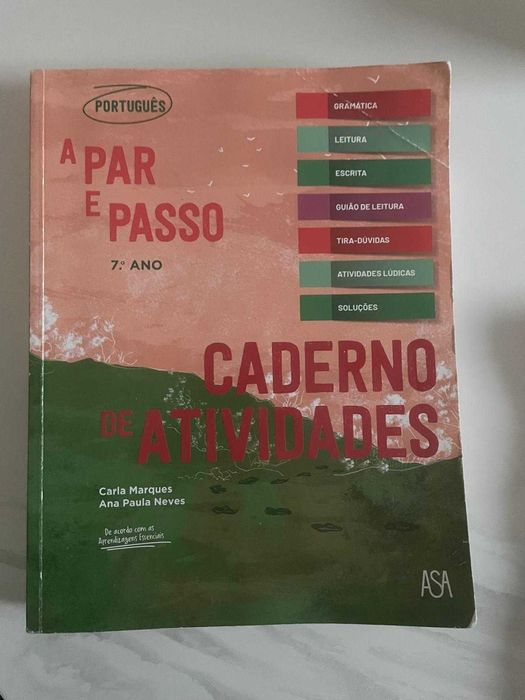 PORTUGUÊS
A PAR
E PASSO
7.º ANO
GRAMÁTICA
LEITURA
ESCRITA
GUIÃO DE LEITURA
TIRA-DÚVIDAS
ATIVIDADES LÚDICAS
SOLUÇÕES
CADERNO
DE ATIVIDADES
Carla Marques
Ana Paula Neves
De acordo com as
Aprendizagens Essenciais
ASA